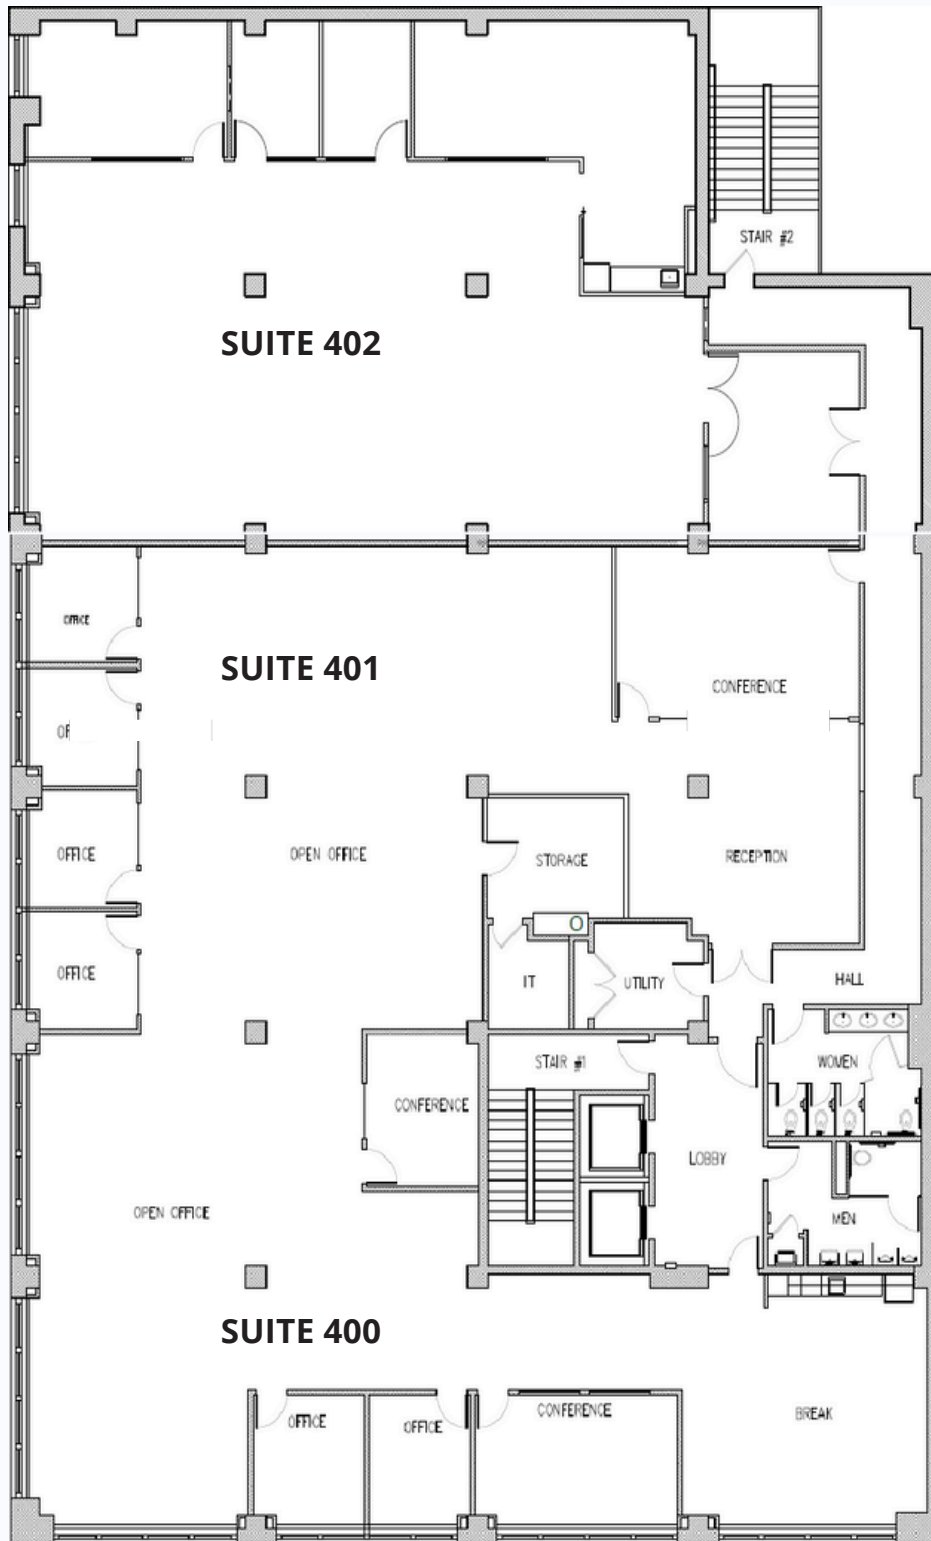 STAIR #2
SUITE 402
OFFICE
SUITE 401
CONFERENCE
OF
OFFICE
OPEN OFFICE
STORAGE
RECEPTION
O
OFFICE
IT
UTILITY
HALL
STAIR #1
WOMEN
CONFERENCE
LOBBY
OPEN OFFICE
MEN
SUITE 400
OFFICE
OFFICE
CONFERENCE
BREAK